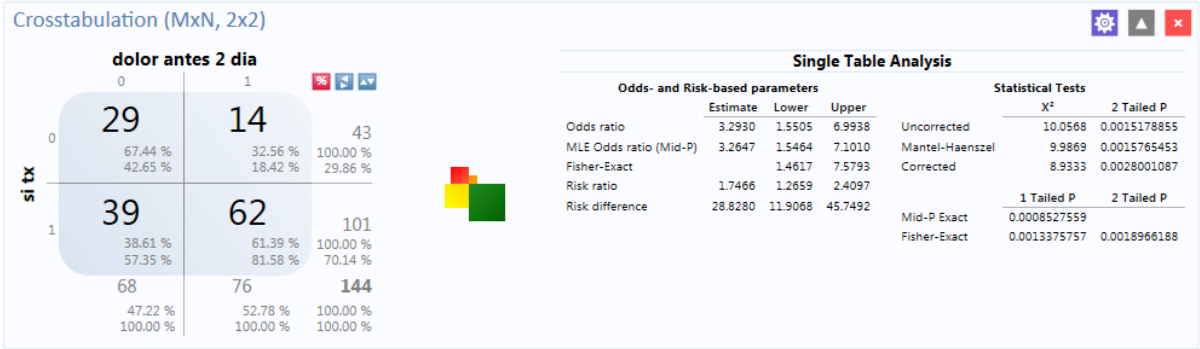 Crosstabulation (MxN, 2x2)
dolor antes 2 dia
0 1 %
si tx
0 29 14 43
67.44 % 32.56 % 100.00 %
42.65 % 18.42 % 29.86 %
1 39 62 101
38.61 % 61.39 % 100.00 %
57.35 % 81.58 % 70.14 %
68 76 144
47.22 % 52.78 % 100.00 %
100.00 % 100.00 % 100.00 %
Single Table Analysis
Odds- and Risk-based parameters
Estimate Lower Upper
Odds ratio 3.2930 1.5505 6.9938
MLE Odds ratio (Mid-P) 3.2647 1.5464 7.1010
Fisher-Exact 1.4617 7.5793
Risk ratio 1.7466 1.2659 2.4097
Risk difference 28.8280 11.9068 45.7492
Statistical Tests
X² 2 Tailed P
Uncorrected 10.0568 0.0015178855
Mantel-Haenszel 9.9869 0.0015765453
Corrected 8.9333 0.0028001087
1 Tailed P 2 Tailed P
Mid-P Exact 0.0008527559
Fisher-Exact 0.0013375757 0.0018966188